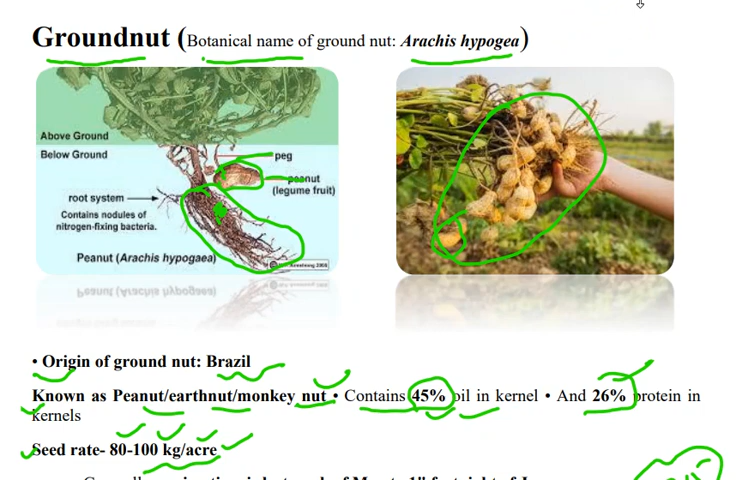 Groundnut (Botanical name of ground nut: Arachis hypogea)
Above Ground
Below Ground
peg
peanut
(legume fruit)
root system
Contains nodules of
nitrogen-fixing bacteria.
Peanut (Arachis hypogaea)
• Origin of ground nut: Brazil
Known as Peanut/earthnut/monkey nut • Contains 45% oil in kernel • And 26% protein in
kernels
Seed rate- 80-100 kg/acre